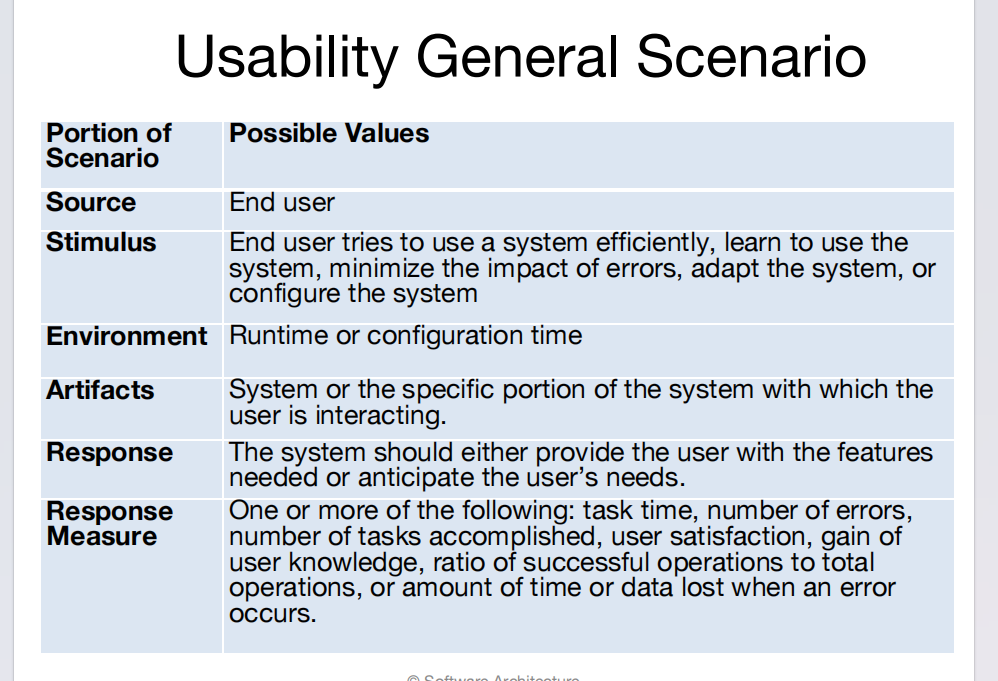 Usability General Scenario
Portion of
Scenario
Possible Values
Source
End user
Stimulus
End user tries to use a system efficiently, learn to use the
system, minimize the impact of errors, adapt the system, or
configure the system
Environment
Runtime or configuration time
Artifacts
System or the specific portion of the system with which the
user is interacting.
Response
The system should either provide the user with the features
needed or anticipate the user’s needs.
Response
Measure
One or more of the following: task time, number of errors,
number of tasks accomplished, user satisfaction, gain of
user knowledge, ratio of successful operations to total
operations, or amount of time or data lost when an error
occurs.
© Software Architecture